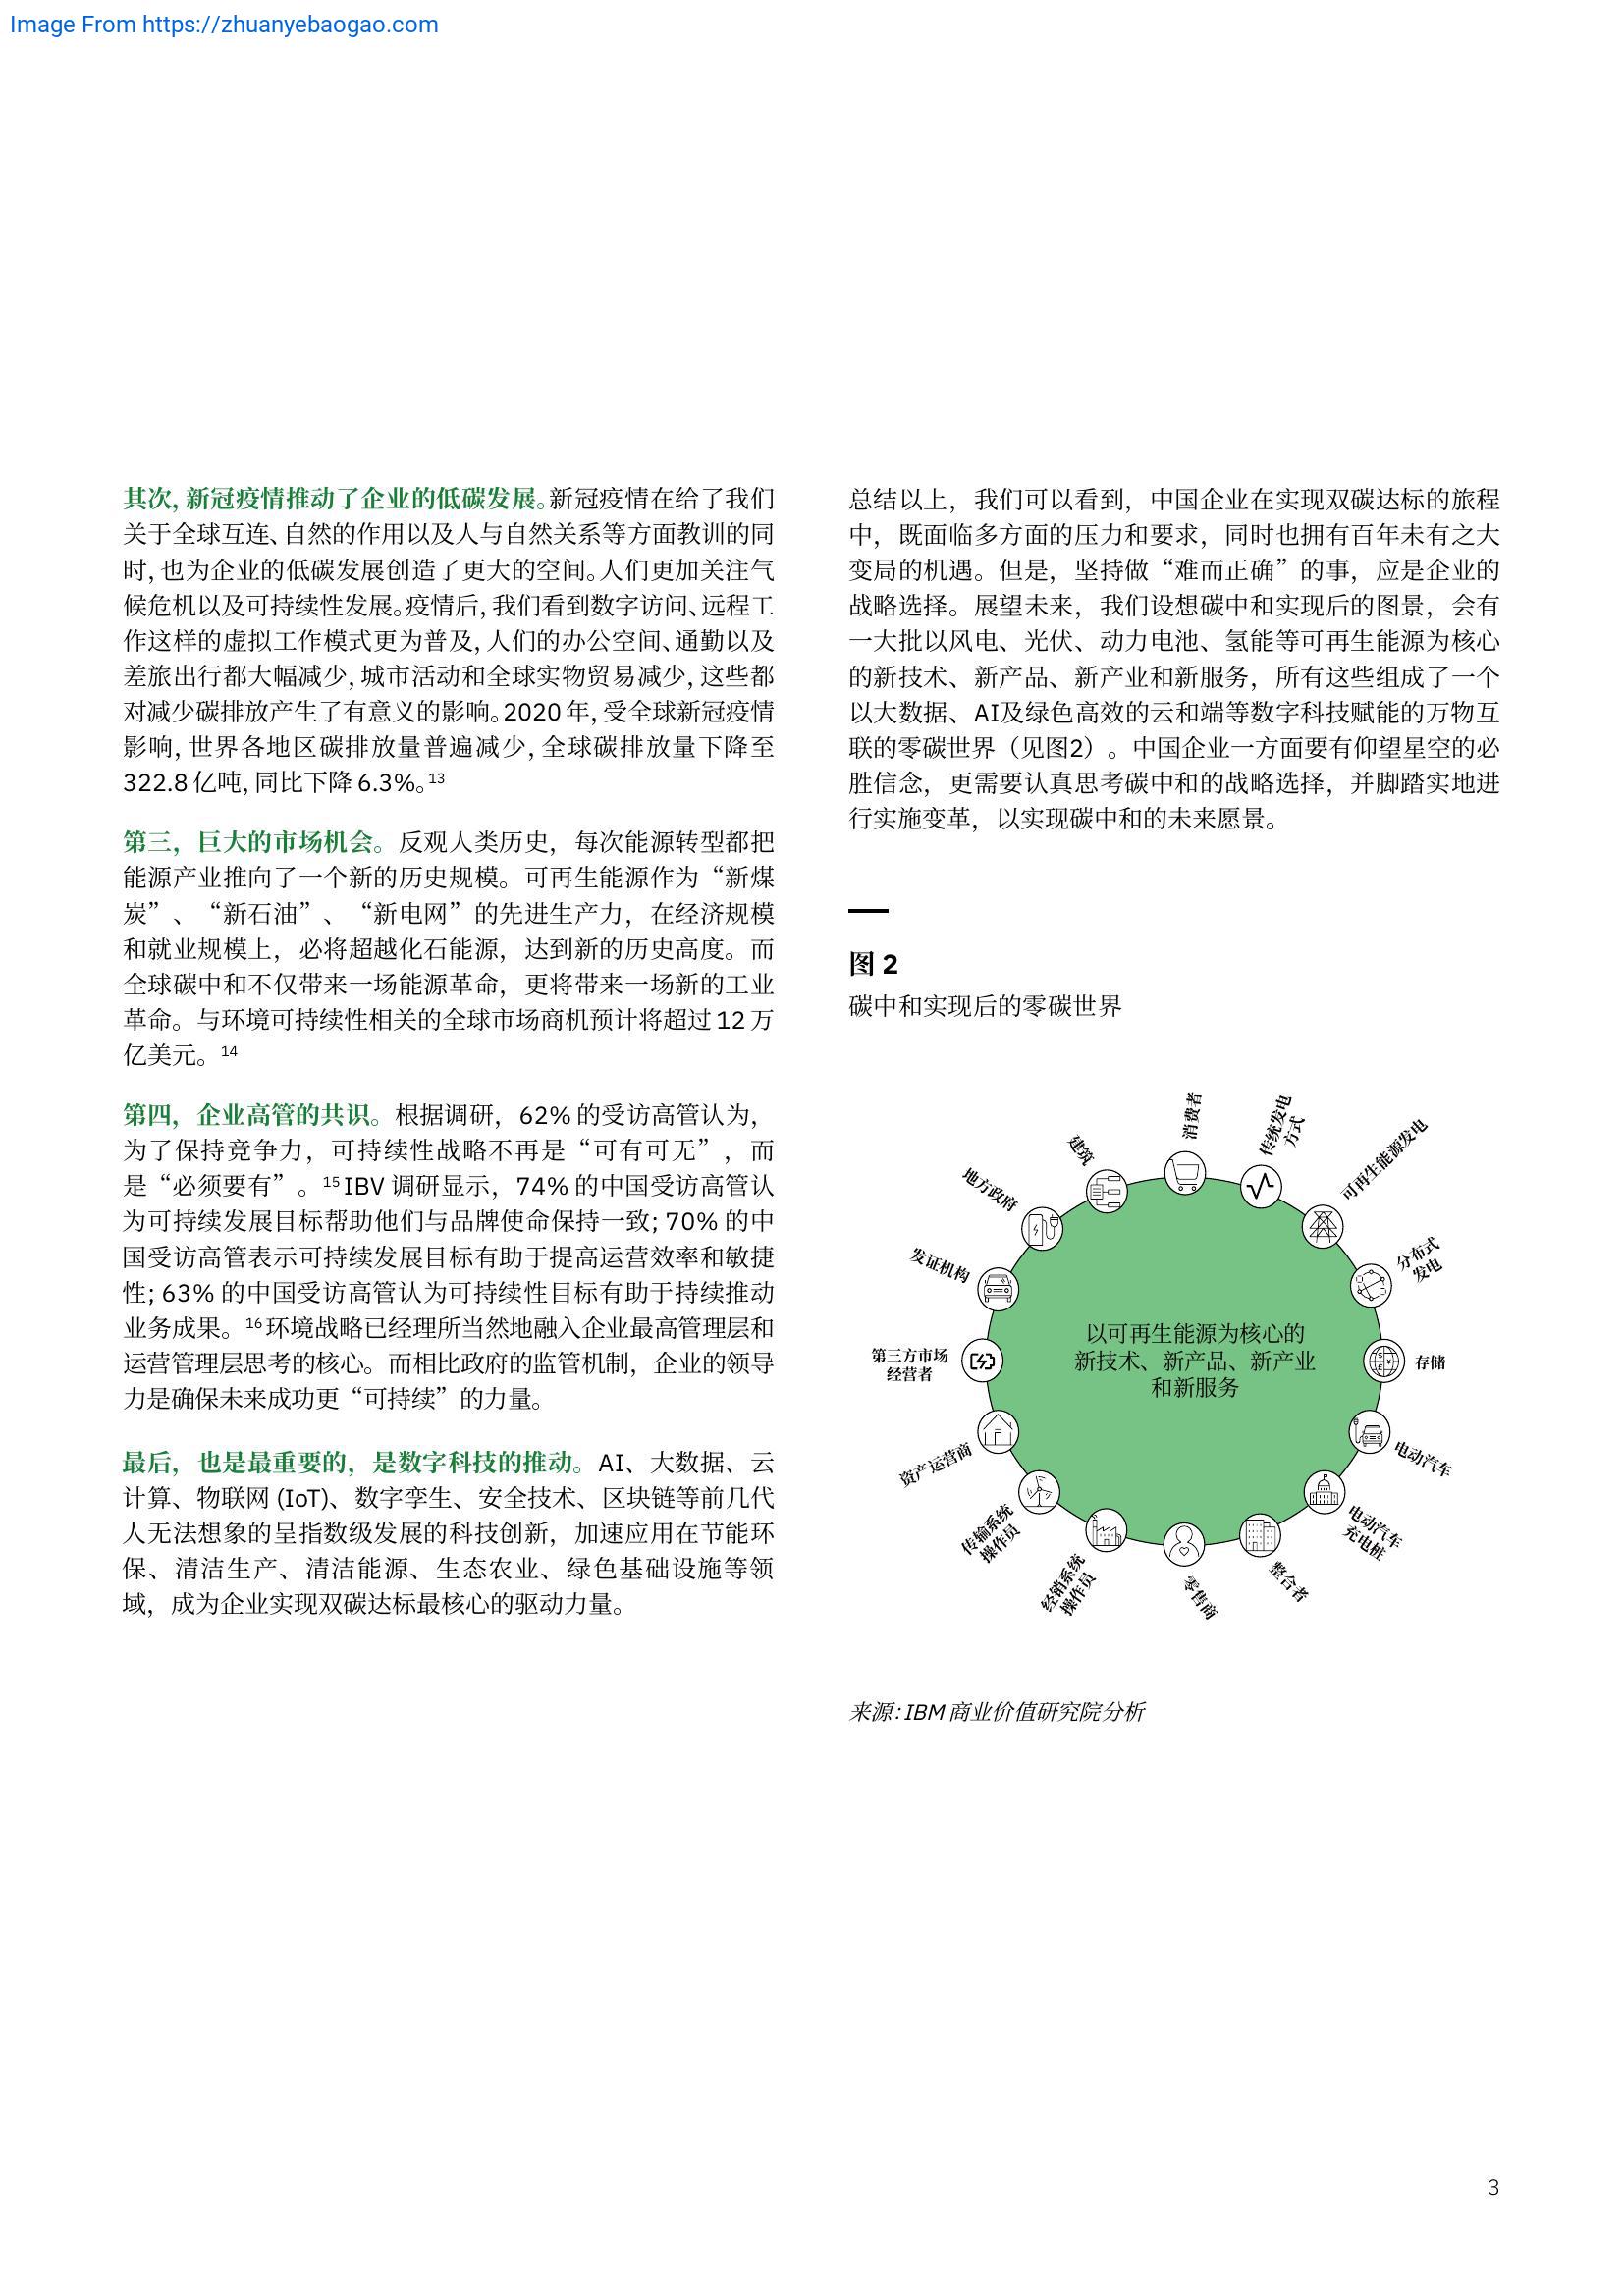 Image From https://zhuanyebaogao.com
其次, 新冠疫情推动了企业的低碳发展。新冠疫情在给了我们
关于全球互连、自然的作用以及人与自然关系等方面教训的同
时, 也为企业的低碳发展创造了更大的空间。人们更加关注气
候危机以及可持续性发展。疫情后, 我们看到数字访问、远程工
作这样的虚拟工作模式更为普及, 人们的办公空间、通勤以及
差旅出行都大幅减少, 城市活动和全球实物贸易减少, 这些都
对减少碳排放产生了有意义的影响。2020 年, 受全球新冠疫情
影响, 世界各地区碳排放量普遍减少, 全球碳排放量下降至
322.8 亿吨, 同比下降 6.3%。13
第三，巨大的市场机会。反观人类历史，每次能源转型都把
能源产业推向了一个新的历史规模。可再生能源作为“新煤
炭”、“新石油”、“新电网”的先进生产力，在经济规模
和就业规模上，必将超越化石能源，达到新的历史高度。而
全球碳中和不仅带来一场能源革命，更将带来一场新的工业
革命。与环境可持续性相关的全球市场商机预计将超过 12 万
亿美元。14
第四，企业高管的共识。根据调研，62% 的受访高管认为，
为了保持竞争力，可持续性战略不再是“可有可无”，而
是“必须要有”。15 IBV 调研显示，74% 的中国受访高管认
为可持续发展目标帮助他们与品牌使命保持一致; 70% 的中
国受访高管表示可持续发展目标有助于提高运营效率和敏捷
性; 63% 的中国受访高管认为可持续性目标有助于持续推动
业务成果。16 环境战略已经理所当然地融入企业最高管理层和
运营管理层思考的核心。而相比政府的监管机制，企业的领导
力是确保未来成功更“可持续”的力量。
最后，也是最重要的，是数字科技的推动。AI、大数据、云
计算、物联网 (IoT)、数字孪生、安全技术、区块链等前几代
人无法想象的呈指数级发展的科技创新，加速应用在节能环
保、清洁生产、清洁能源、生态农业、绿色基础设施等领
域，成为企业实现双碳达标最核心的驱动力量。
总结以上，我们可以看到，中国企业在实现双碳达标的旅程
中，既面临多方面的压力和要求，同时也拥有百年未有之大
变局的机遇。但是，坚持做“难而正确”的事，应是企业的
战略选择。展望未来，我们设想碳中和实现后的图景，会有
一大批以风电、光伏、动力电池、氢能等可再生能源为核心
的新技术、新产品、新产业和新服务，所有这些组成了一个
以大数据、AI及绿色高效的云和端等数字科技赋能的万物互
联的零碳世界（见图2）。中国企业一方面要有仰望星空的必
胜信念，更需要认真思考碳中和的战略选择，并脚踏实地进
行实施变革，以实现碳中和的未来愿景。
图 2
碳中和实现后的零碳世界
消费者
传统发电
方式
可再生能源发电
分布式
发电
存储
电动汽车
电动汽车
充电桩
整合者
零售商
经销系统
操作员
传输系统
操作员
资产运营商
第三方市场
经营者
发证机构
地方政府
建筑
以可再生能源为核心的
新技术、新产品、新产业
和新服务
来源: IBM 商业价值研究院分析
3